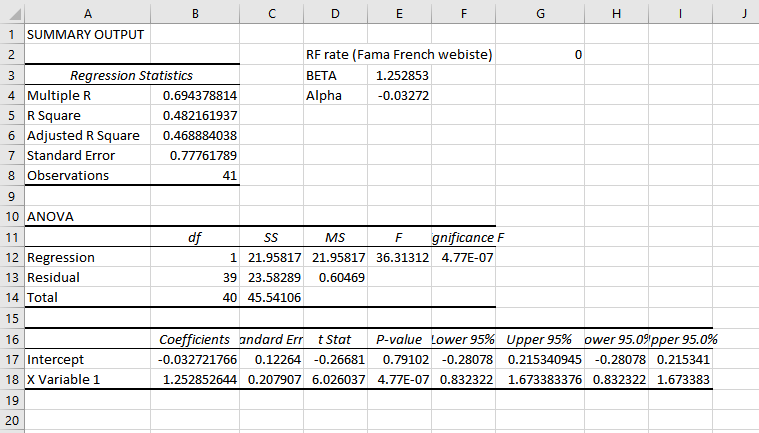 A B C D E F G H I J
1 SUMMARY OUTPUT
2 RF rate (Fama French webiste) 0
3 Regression Statistics BETA 1.252853
4 Multiple R 0.694378814 Alpha -0.03272
5 R Square 0.482161937
6 Adjusted R Square 0.468884038
7 Standard Error 0.77761789
8 Observations 41
9
10 ANOVA
11 df SS MS F gnificance F
12 Regression 1 21.95817 21.95817 36.31312 4.77E-07
13 Residual 39 23.58289 0.60469
14 Total 40 45.54106
15
16 Coefficients andard Err t Stat P-value Lower 95% Upper 95% ower 95.0% pper 95.0%
17 Intercept -0.032721766 0.12264 -0.26681 0.79102 -0.28078 0.215340945 -0.28078 0.215341
18 X Variable 1 1.252852644 0.207907 6.026037 4.77E-07 0.832322 1.673383376 0.832322 1.673383
19
20